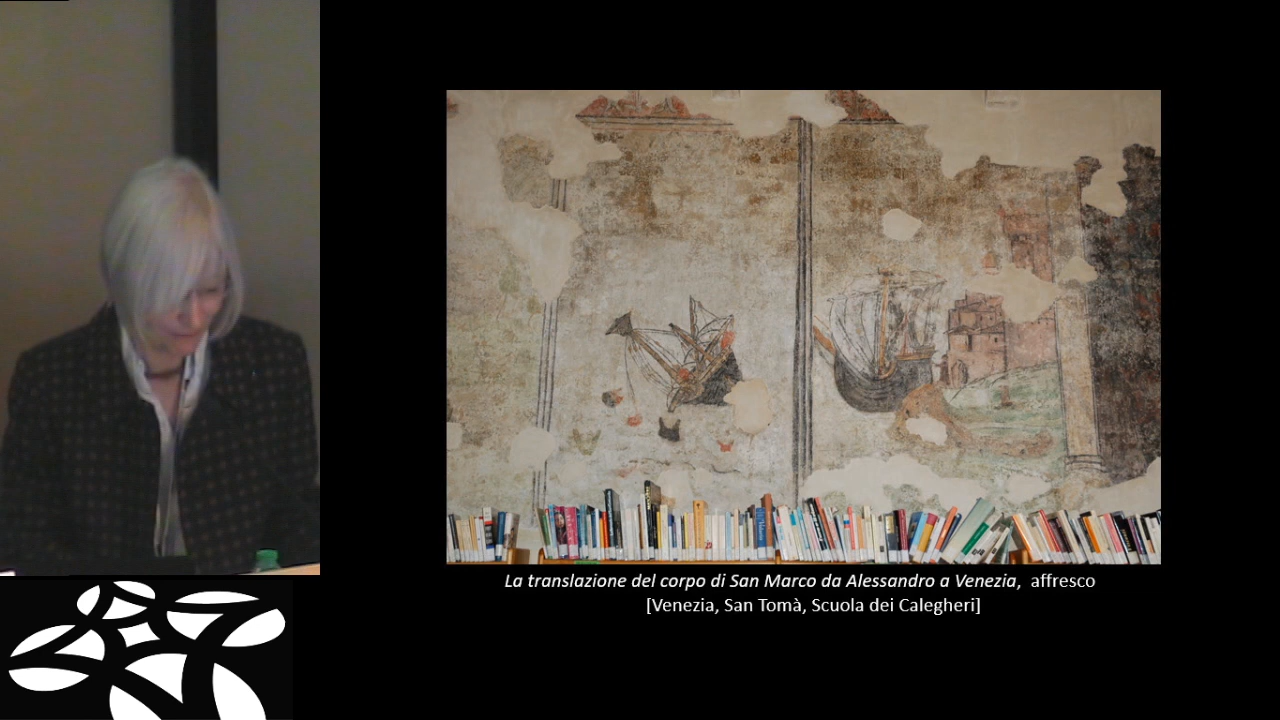 La translazione del corpo di San Marco da Alessandro a Venezia, affresco
[Venezia, San Tomà, Scuola dei Calegheri]